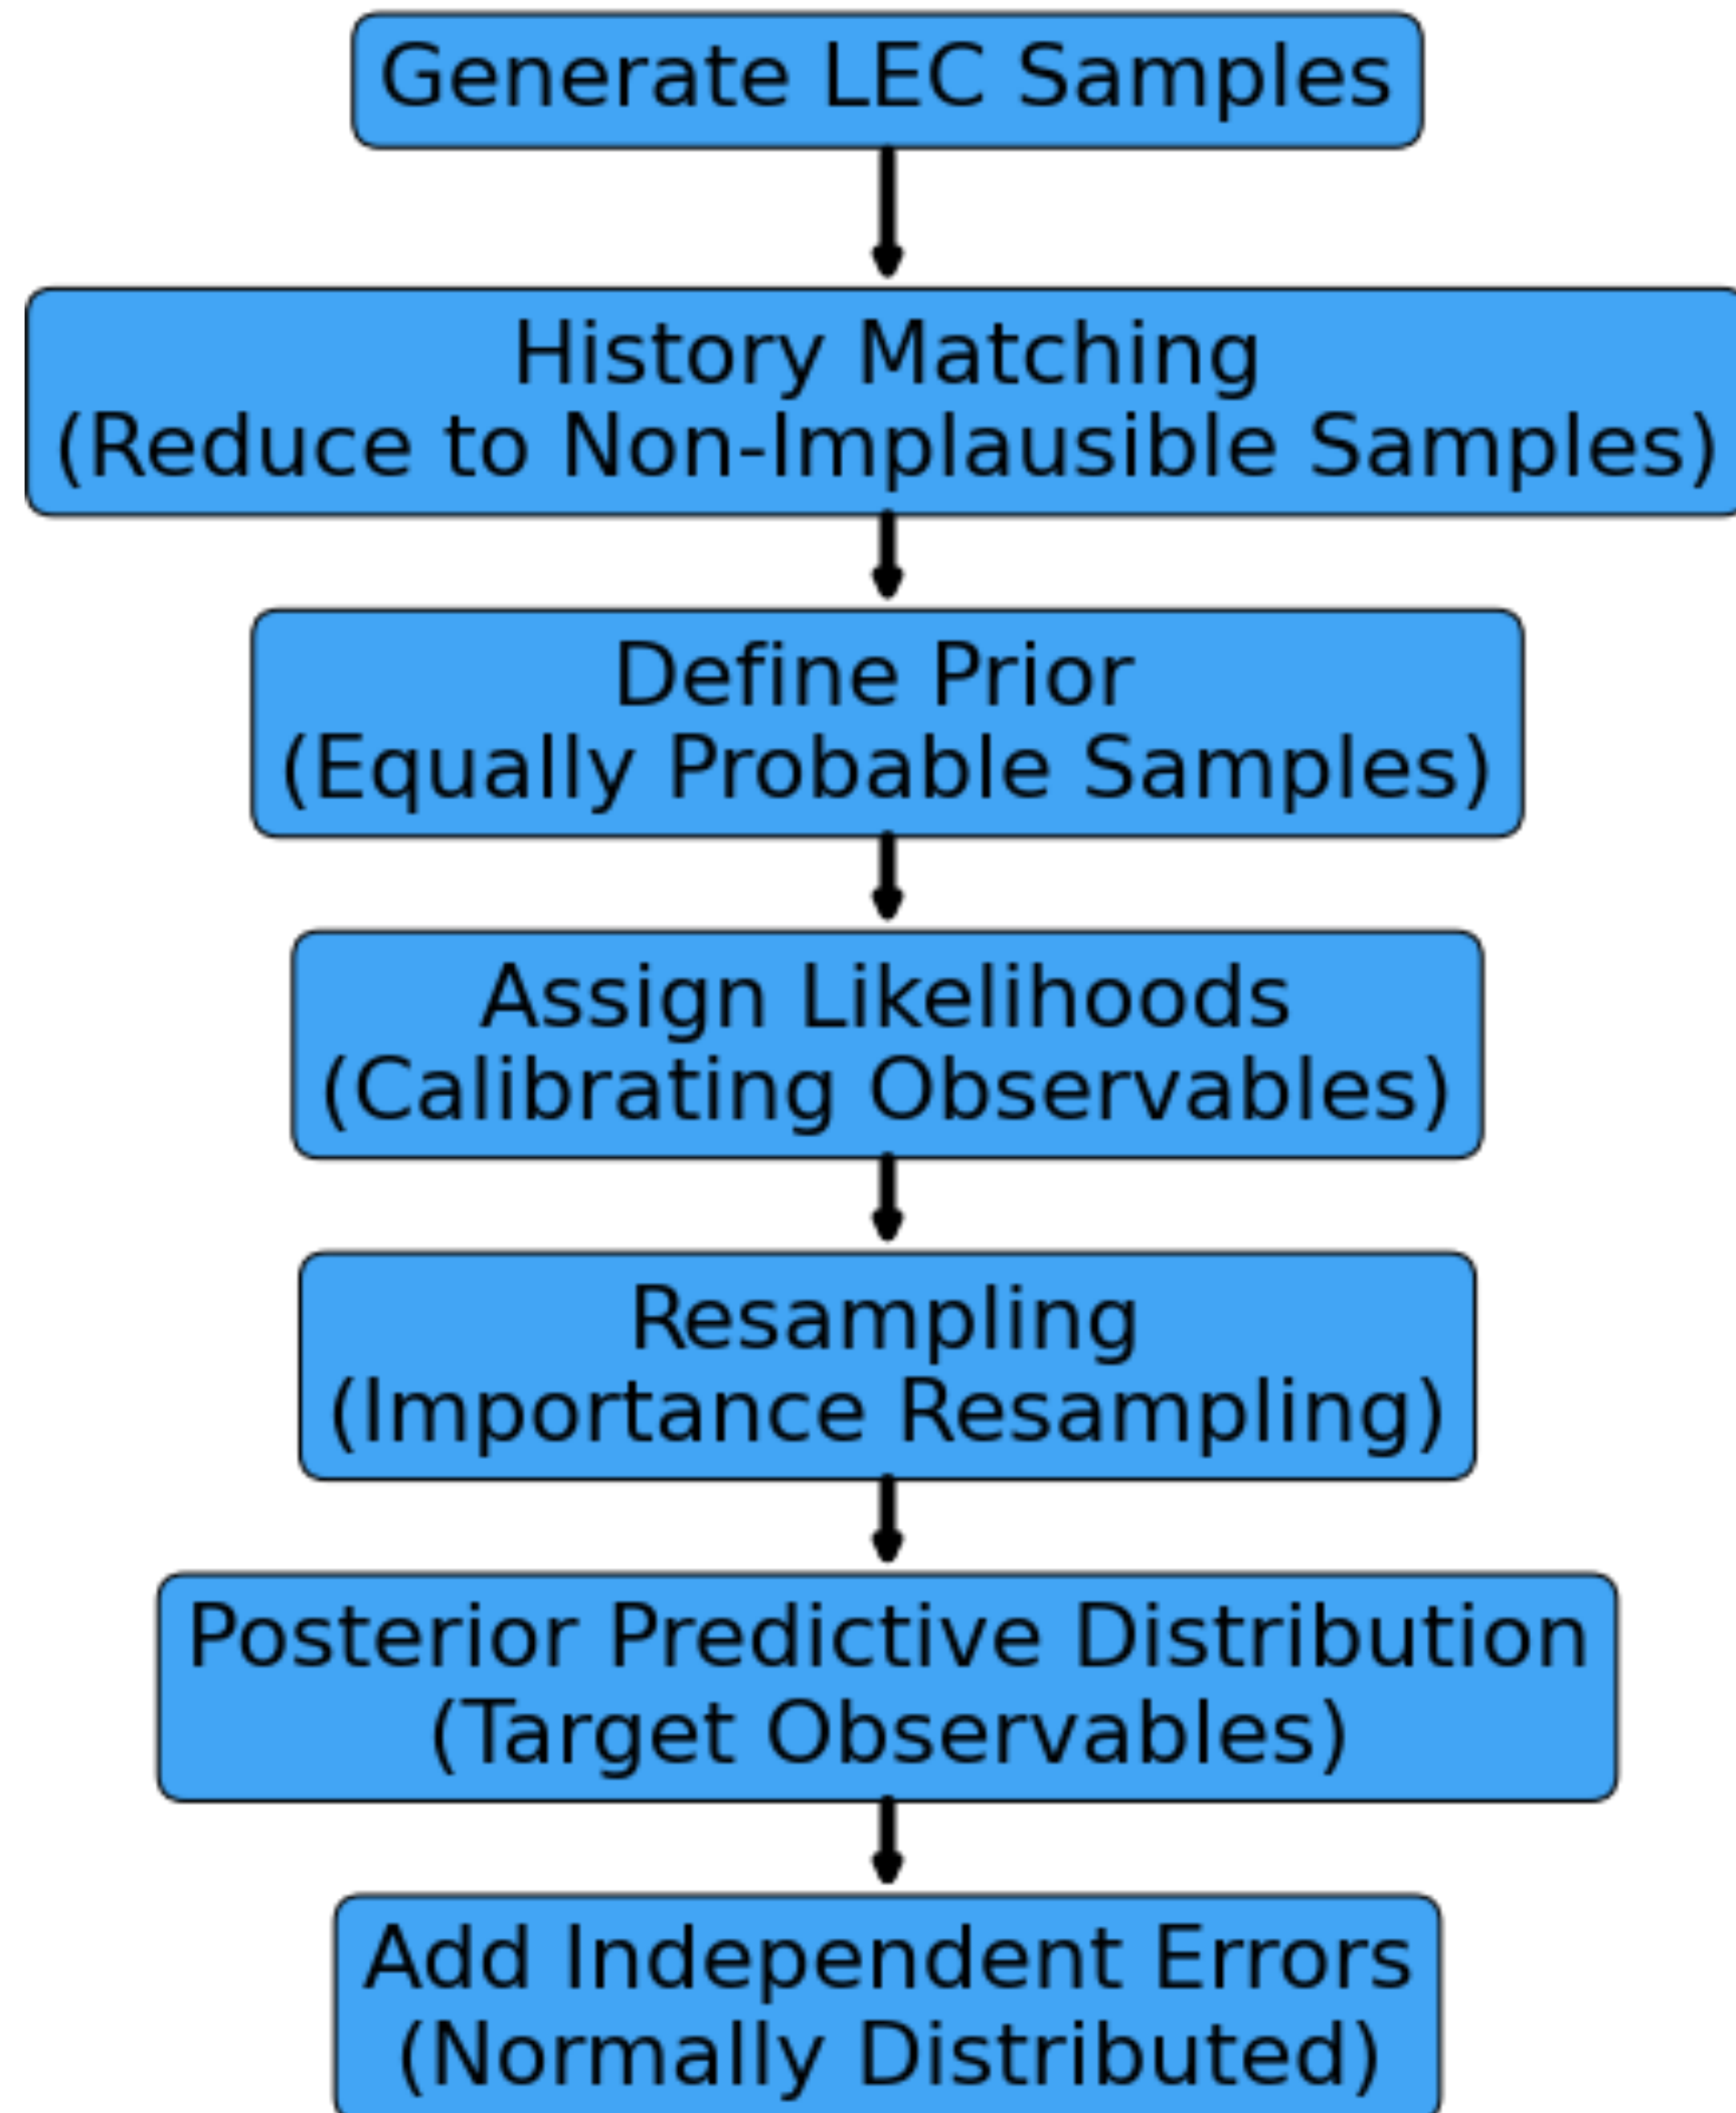 Generate LEC Samples
History Matching
(Reduce to Non-Implausible Samples)
Define Prior
(Equally Probable Samples)
Assign Likelihoods
(Calibrating Observables)
Resampling
(Importance Resampling)
Posterior Predictive Distribution
(Target Observables)
Add Independent Errors
(Normally Distributed)